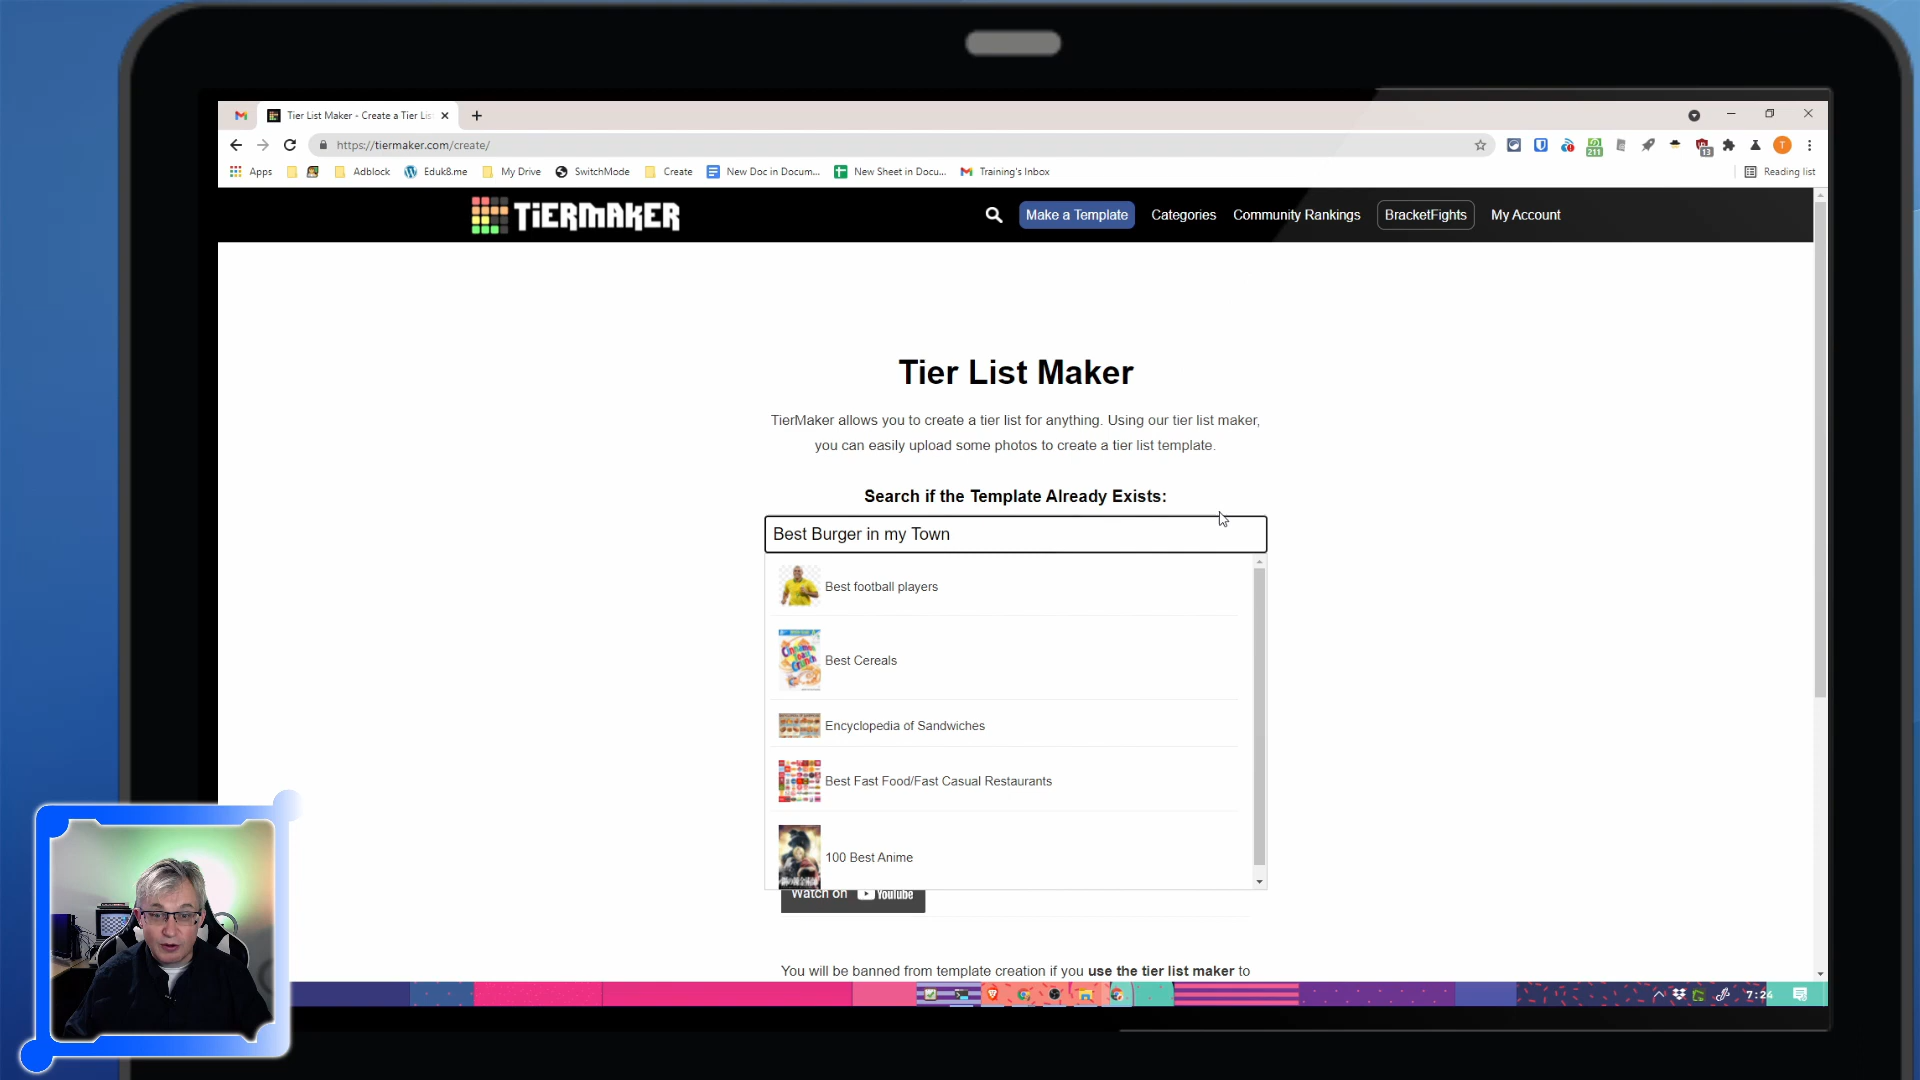 Tier List Maker - Create a Tier Lis
https://tiermaker.com/create/
211
13
T
Apps
Adblock
Eduk8.me
My Drive
SwitchMode
Create
New Doc in Docum...
New Sheet in Docu...
Training's Inbox
Reading list
TiERMAKER
Make a Template
Categories
Community Rankings
BracketFights
My Account
Tier List Maker
TierMaker allows you to create a tier list for anything. Using our tier list maker,
you can easily upload some photos to create a tier list template.
Search if the Template Already Exists:
Best Burger in my Town
Best football players
Cinnamon Toast Crunch
Best Cereals
Encyclopedia of Sandwiches
Best Fast Food/Fast Casual Restaurants
100 Best Anime
Watch on YouTube
You will be banned from template creation if you use the tier list maker to
7:24